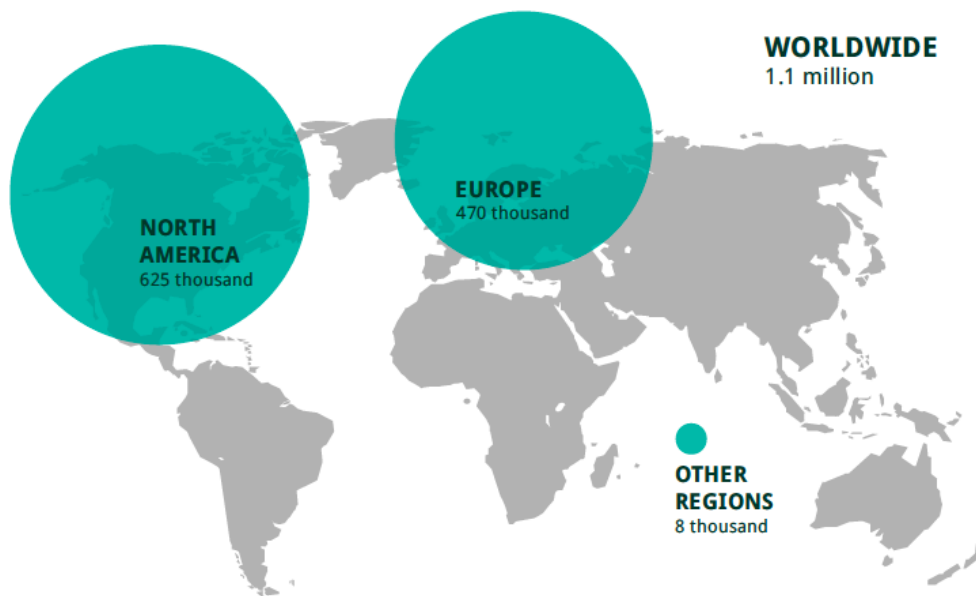 WORLDWIDE
1.1 million
NORTH
AMERICA
625 thousand
EUROPE
470 thousand
OTHER
REGIONS
8 thousand